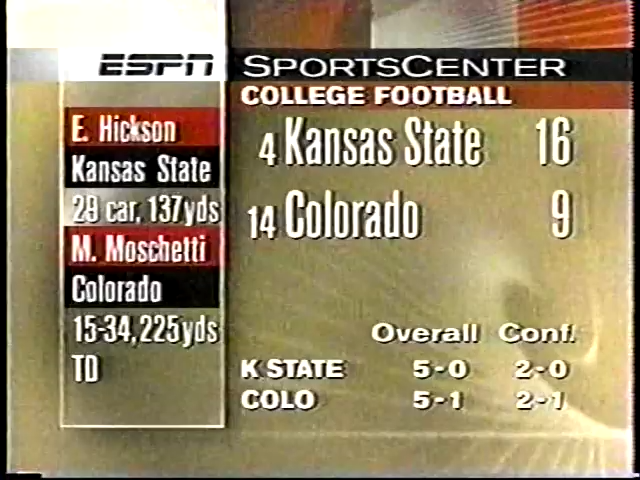 ESPN SPORTSCENTER
COLLEGE FOOTBALL
E. Hickson
Kansas State
29 car, 137yds
M. Moschetti
Colorado
15-34, 225yds
TD
4 Kansas State 16
14 Colorado 9
Overall Conf.
K STATE 5-0 2-0
COLO 5-1 2-1